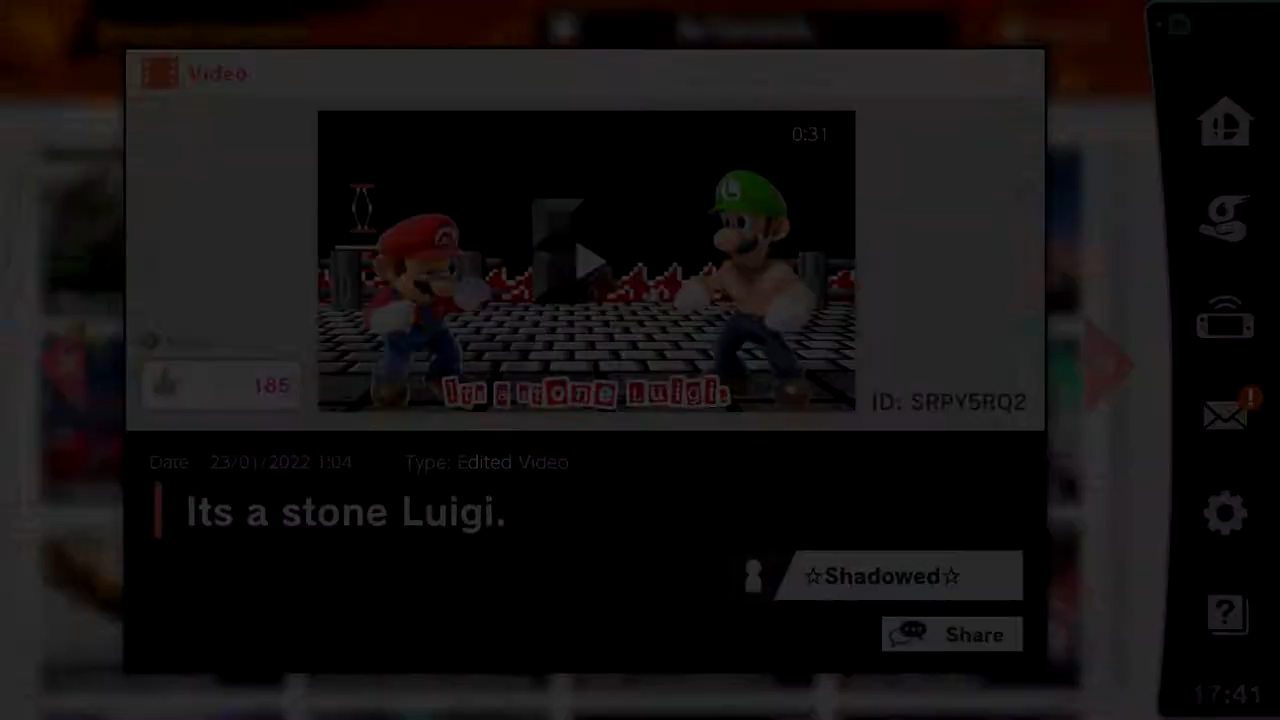 Video
0:31
185
Its a stone Luigi.
ID: SRPY5RQ2
Date 23/01/2022 1:04 Type: Edited Video
Its a stone Luigi.
☆Shadowed☆
Share
17:41